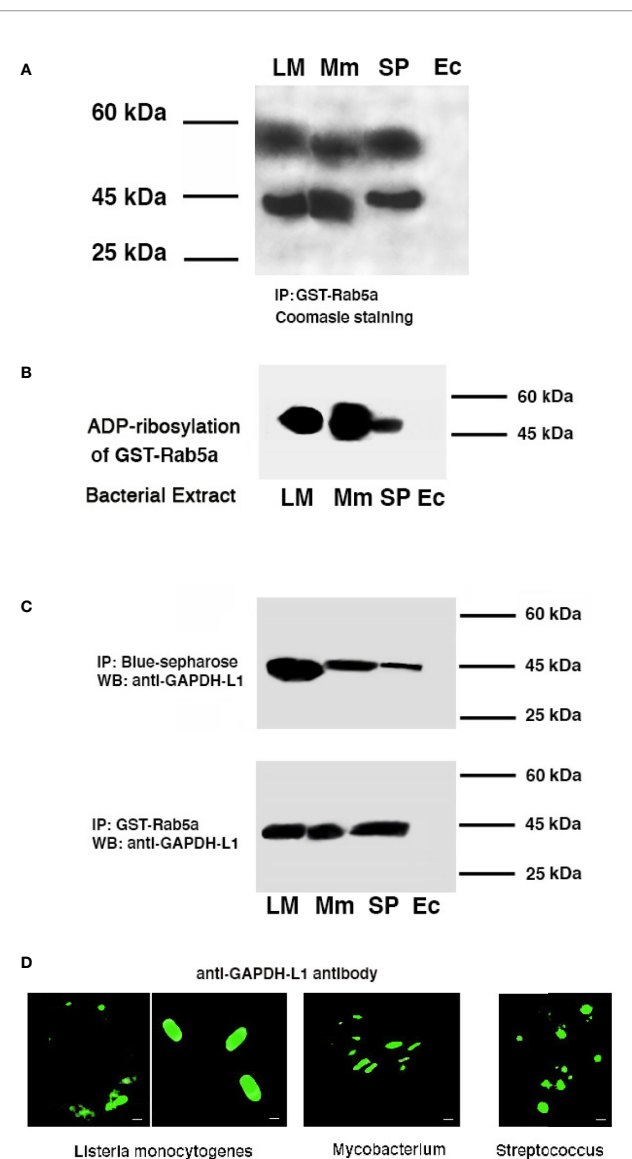 A
LM Mm SP Ec
60 kDa
45 kDa
25 kDa
IP: GST-Rab5a
Coomasie staining
B
ADP-ribosylation
of GST-Rab5a
60 kDa
45 kDa
Bacterial Extract LM Mm SP Ec
C
IP: Blue-sepharose
WB: anti-GAPDH-L1
60 kDa
45 kDa
25 kDa
IP: GST-Rab5a
WB: anti-GAPDH-L1
60 kDa
45 kDa
25 kDa
LM Mm SP Ec
D
anti-GAPDH-L1 antibody
Listeria monocytogenes Mycobacterium Streptococcus